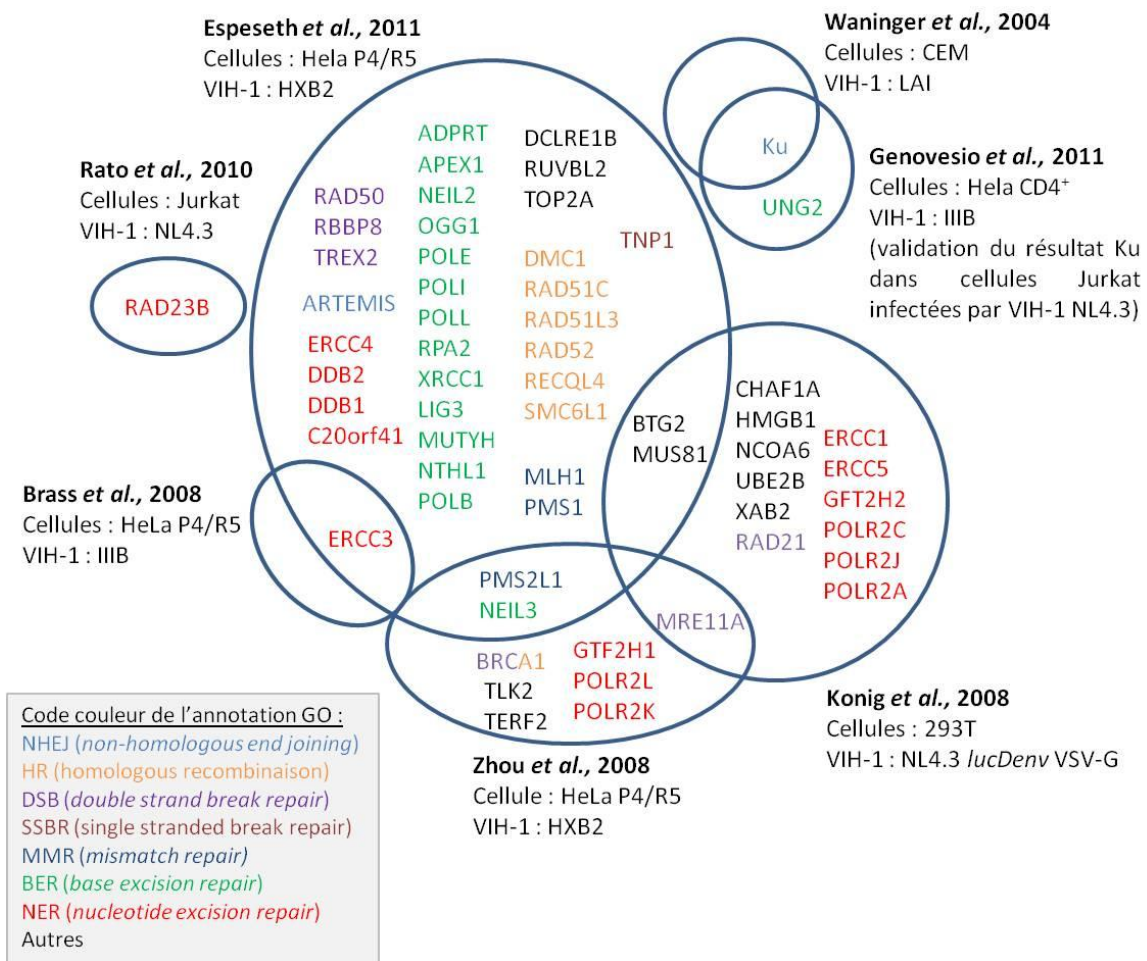 Espeseth et al., 2011
Cellules : Hela P4/R5
VIH-1 : HXB2
Waninger et al., 2004
Cellules : CEM
VIH-1 : LAI
Rato et al., 2010
Cellules : Jurkat
VIH-1 : NL4.3
Genovesio et al., 2011
Cellules : Hela CD4⁺
VIH-1 : IIIB
(validation du résultat Ku
dans cellules Jurkat
infectées par VIH-1 NL4.3)
Ku
UNG2
RAD23B
RAD50
RBBP8
TREX2
ARTEMIS
ERCC4
DDB2
DDB1
C20orf41
ADPRT
APEX1
NEIL2
OGG1
POLE
POLI
POLL
RPA2
XRCC1
LIG3
MUTYH
NTHL1
POLB
DCLRE1B
RUVBL2
TOP2A
TNP1
DMC1
RAD51C
RAD51L3
RAD52
RECQL4
SMC6L1
MLH1
PMS1
BTG2
MUS81
CHAF1A
HMGB1
NCOA6
UBE2B
XAB2
RAD21
ERCC1
ERCC5
GFT2H2
POLR2C
POLR2J
POLR2A
Brass et al., 2008
Cellules : HeLa P4/R5
VIH-1 : IIIB
ERCC3
PMS2L1
NEIL3
MRE11A
BRCA1
TLK2
TERF2
GTF2H1
POLR2L
POLR2K
Konig et al., 2008
Cellules : 293T
VIH-1 : NL4.3 lucDenv VSV-G
Zhou et al., 2008
Cellule : HeLa P4/R5
VIH-1 : HXB2
Code couleur de l'annotation GO :
NHEJ (non-homologous end joining)
HR (homologous recombinaison)
DSB (double strand break repair)
SSBR (single stranded break repair)
MMR (mismatch repair)
BER (base excision repair)
NER (nucleotide excision repair)
Autres